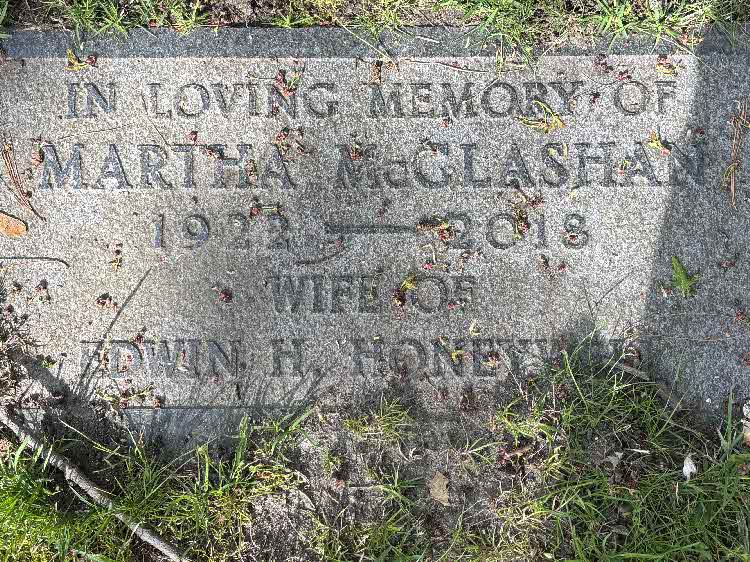 IN LOVING MEMORY OF
MARTHA McGLASHAN
1922 — 2018
WIFE OF
EDWIN H.